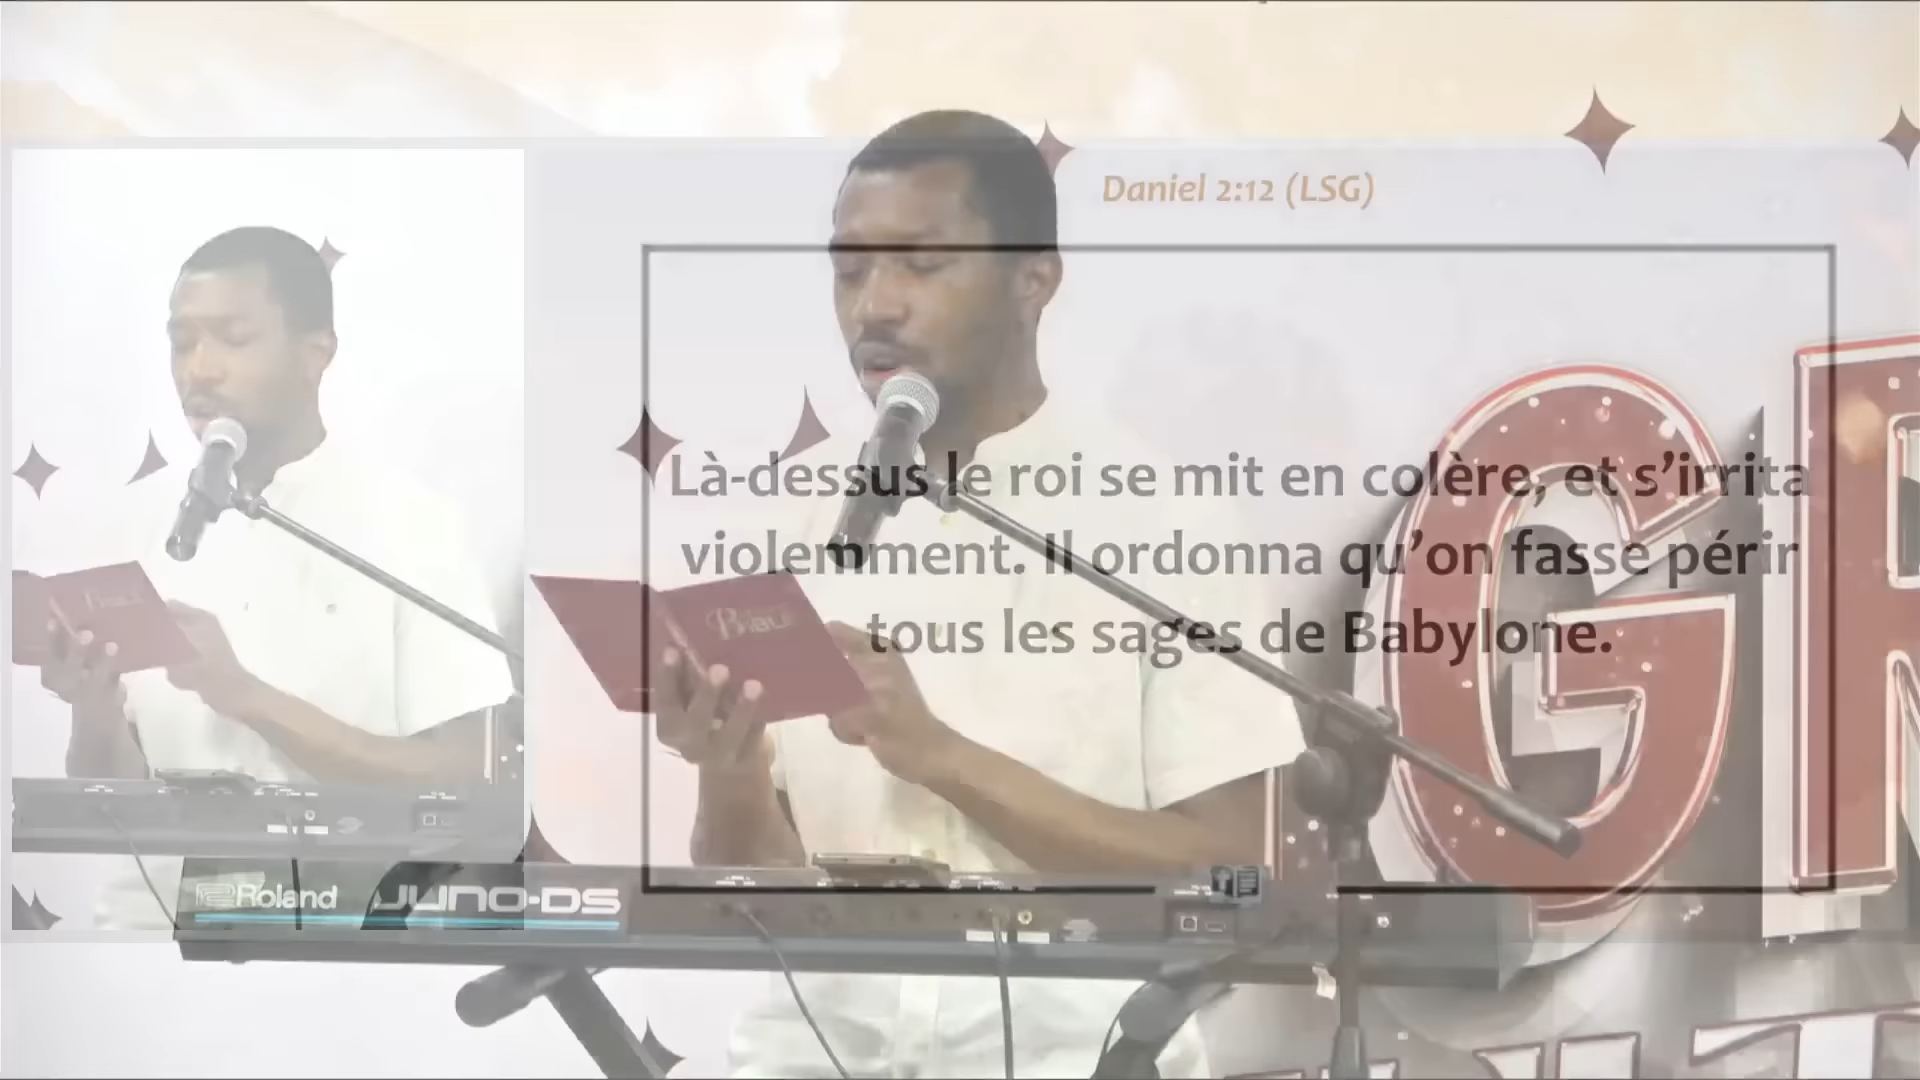 Daniel 2:12 (LSG)
Là-dessus le roi se mit en colère, et s’irrita
violemment. Il ordonna qu’on fasse périr
tous les sages de Babylone.
Roland JUNO-DS
GR